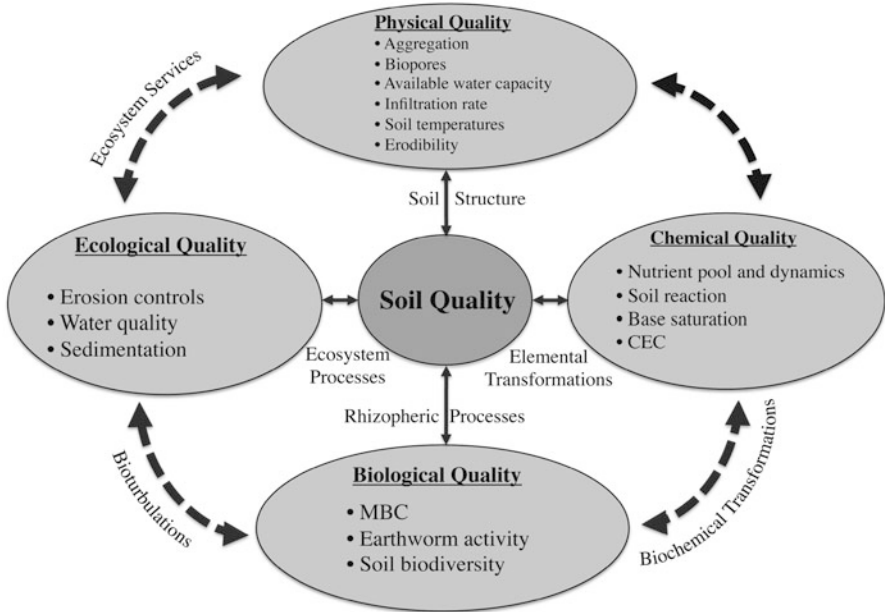 Physical Quality
• Aggregation
• Biopores
• Available water capacity
• Infiltration rate
• Soil temperatures
• Erodibility
Ecosystem Services
Soil Structure
Ecological Quality
• Erosion controls
• Water quality
• Sedimentation
Soil Quality
Chemical Quality
• Nutrient pool and dynamics
• Soil reaction
• Base saturation
• CEC
Ecosystem
Processes
Elemental
Transformations
Rhizopheric Processes
Biological Quality
• MBC
• Earthworm activity
• Soil biodiversity
Bioturbulations
Biochemical Transformations